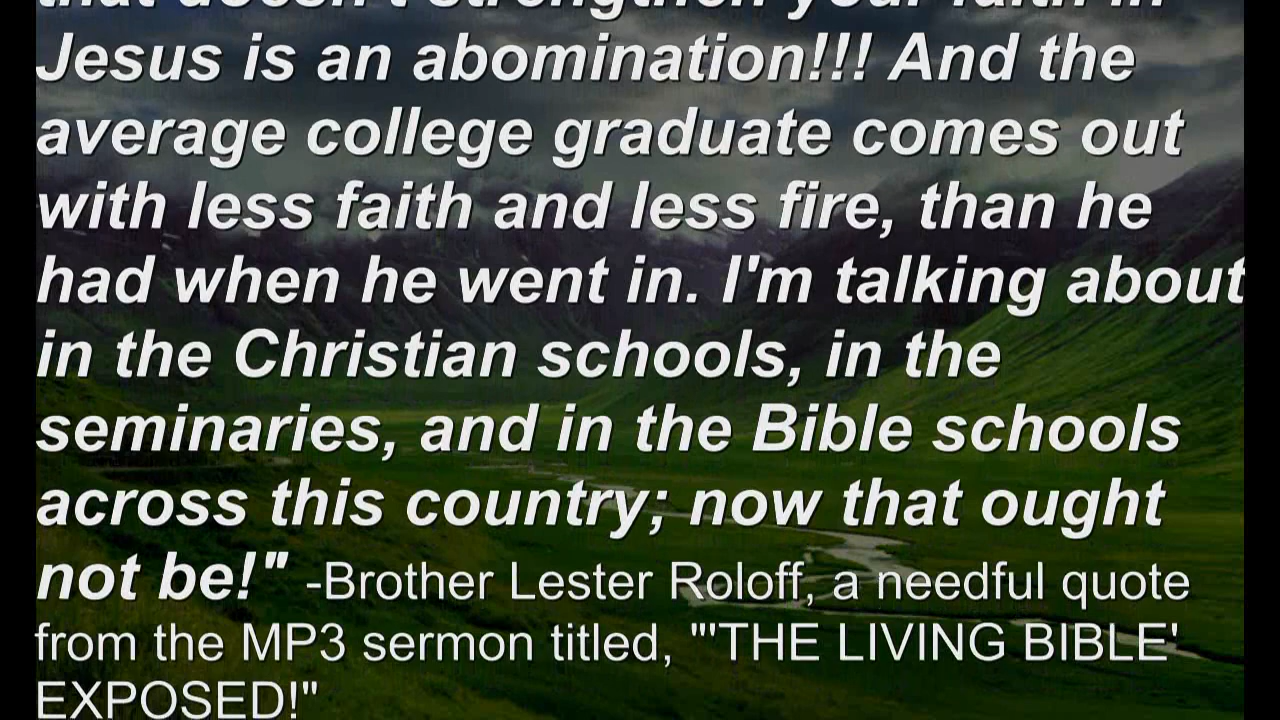 that doesn't strengthen your faith in
Jesus is an abomination!!! And the
average college graduate comes out
with less faith and less fire, than he
had when he went in. I'm talking about
in the Christian schools, in the
seminaries, and in the Bible schools
across this country; now that ought
not be!" -Brother Lester Roloff, a needful quote
from the MP3 sermon titled, "'THE LIVING BIBLE'
EXPOSED!"